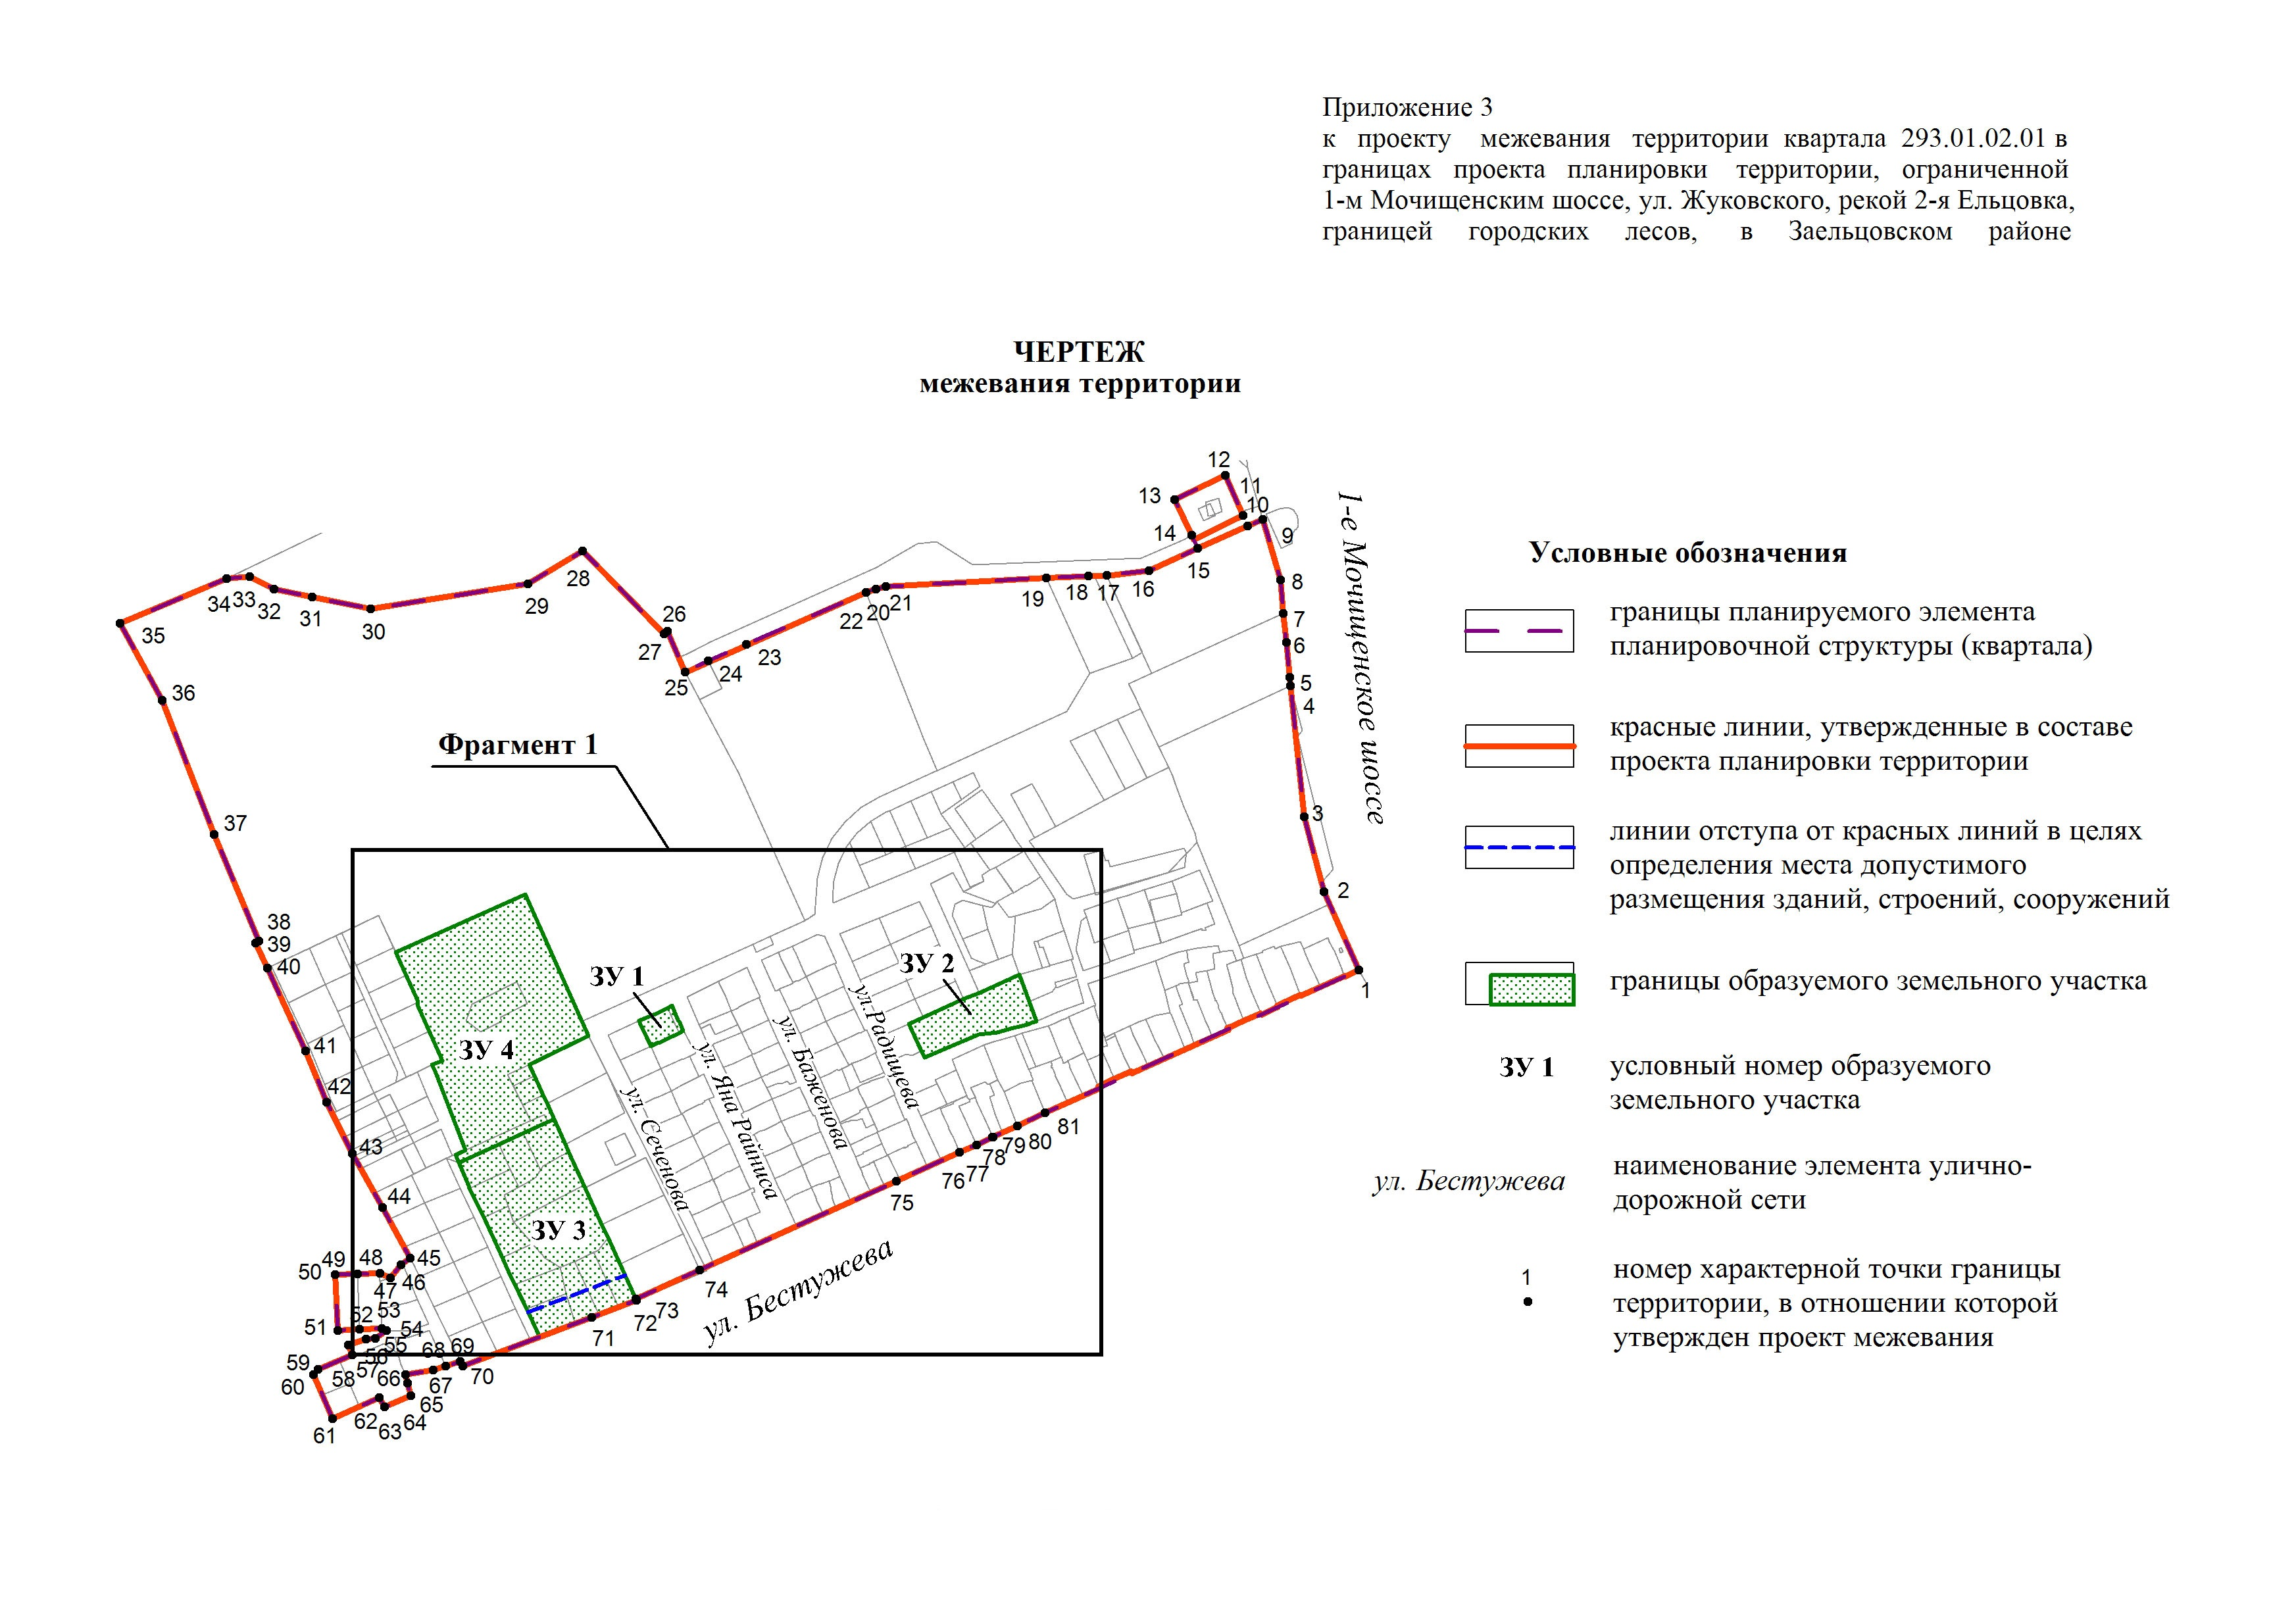 Приложение 3
к проекту межевания территории квартала 293.01.02.01 в
границах проекта планировки территории, ограниченной
1-м Мочищенским шоссе, ул. Жуковского, рекой 2-я Ельцовка,
границей городских лесов, в Заельцовском районе
ЧЕРТЕЖ
межевания территории
12
11
13
10
14
9
15
1-е Мочищенское шоссе
8
16
17
18
19
21
20
22
7
6
5
4
3
2
1
28
29
26
27
23
24
25
30
31
32
33
34
35
36
37
38
39
40
41
42
43
44
45
46
47
48
49
50
51
52
53
54
55
56
57
58
59
60
61
62
63
64
65
66
67
68
69
70
71
72
73
74
75
76
77
78
79
80
81
Фрагмент 1
ЗУ 1
ЗУ 2
ЗУ 4
ЗУ 3
ул. Сеченова
ул. Яна Райниса
ул. Баженова
ул.Радищева
ул. Бестужева
Условные обозначения
границы планируемого элемента
планировочной структуры (квартала)
красные линии, утвержденные в составе
проекта планировки территории
линии отступа от красных линий в целях
определения места допустимого
размещения зданий, строений, сооружений
границы образуемого земельного участка
ЗУ 1
условный номер образуемого
земельного участка
ул. Бестужева
наименование элемента улично-
дорожной сети
1
номер характерной точки границы
территории, в отношении которой
утвержден проект межевания